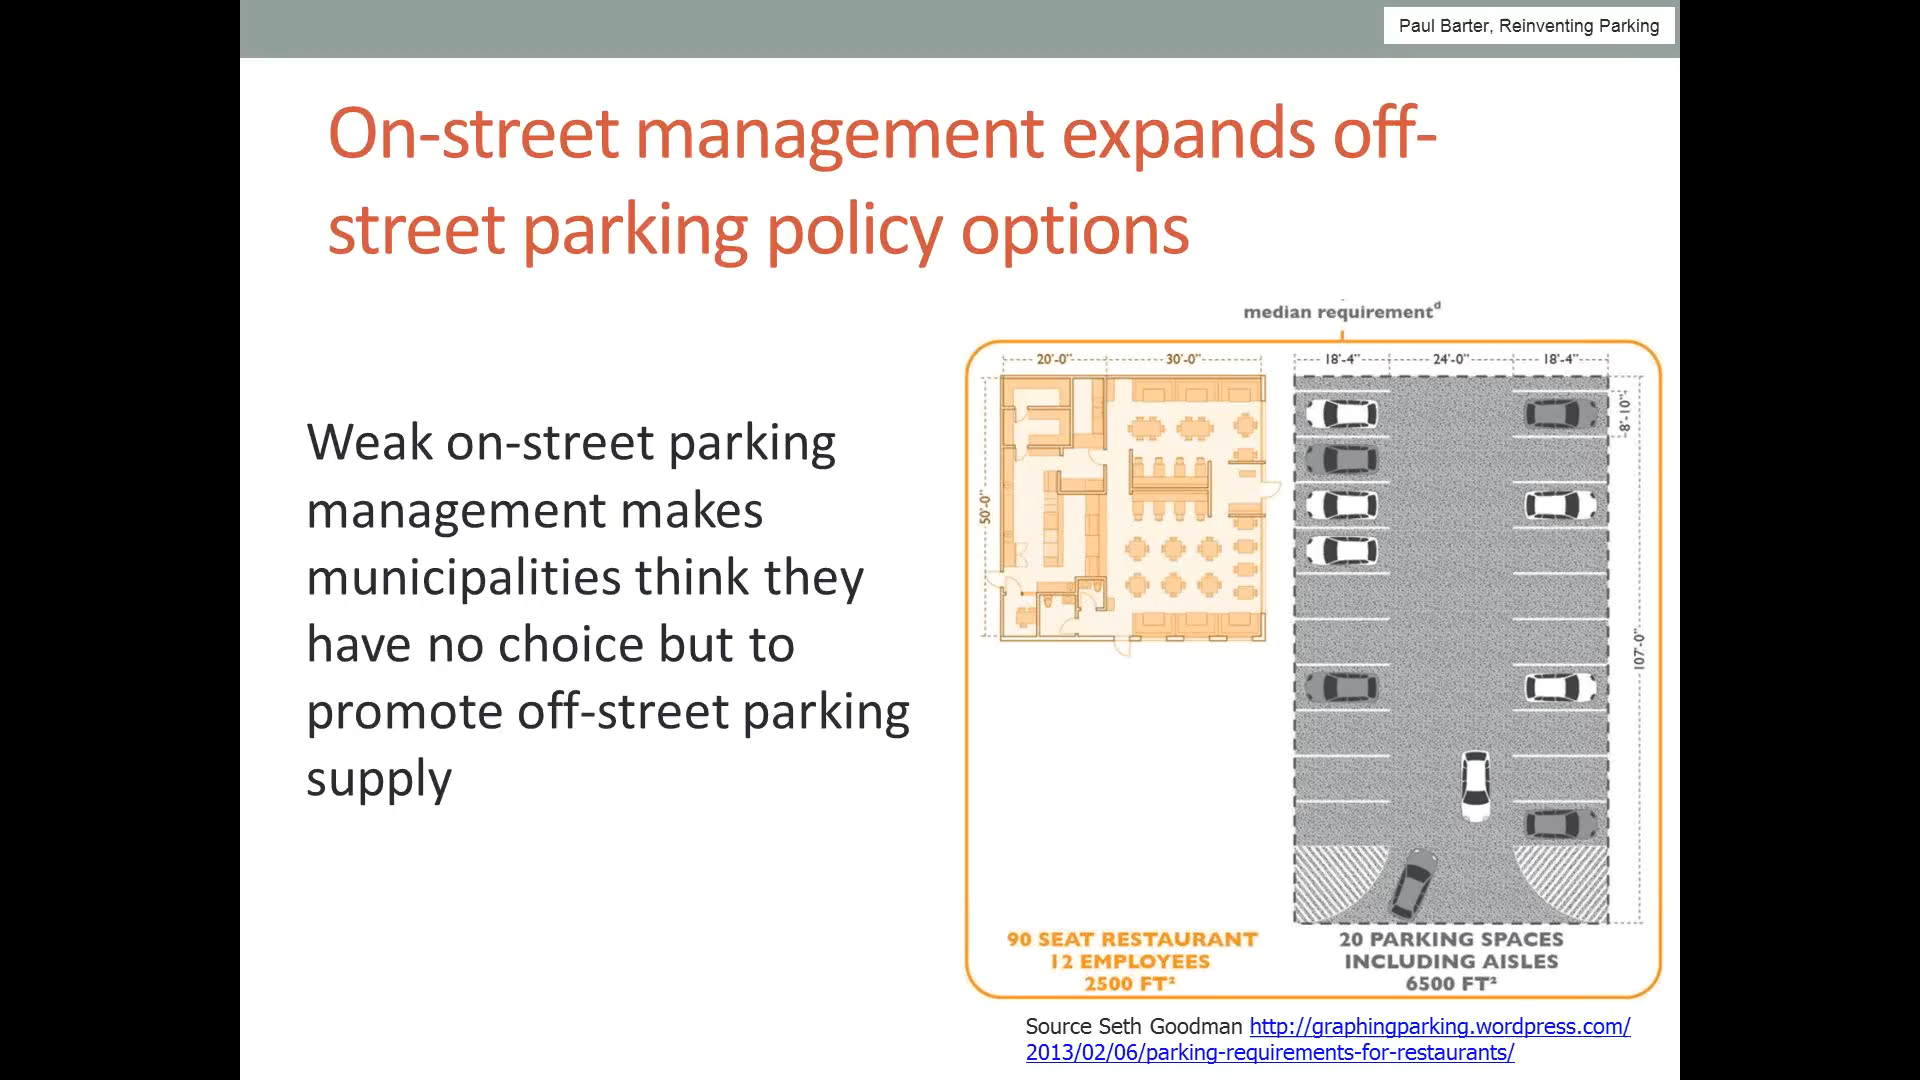 Paul Barter, Reinventing Parking
On-street management expands off-
street parking policy options
Weak on-street parking
management makes
municipalities think they
have no choice but to
promote off-street parking
supply
median requirementᵈ
20'-0"
30'-0"
18'-4"
24'-0"
18'-4"
8'-10"
50'-0"
107'-0"
90 SEAT RESTAURANT
12 EMPLOYEES
2500 FT²
20 PARKING SPACES
INCLUDING AISLES
6500 FT²
Source Seth Goodman http://graphingparking.wordpress.com/
2013/02/06/parking-requirements-for-restaurants/